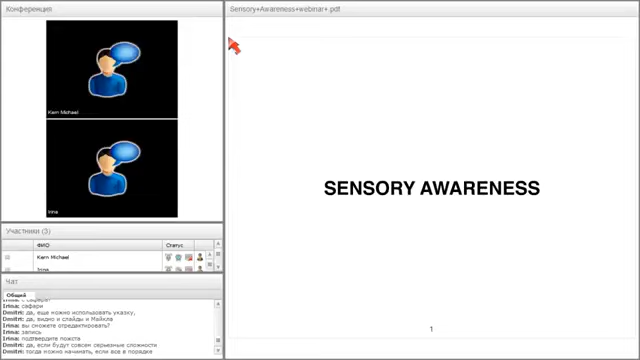 Конференция
Kern Michael
Irina
Участники (3)
ФИО
Статус
Kern Michael
Irina
Чат
Общий
Irina: сафари
Dmitri: да, еще можно использовать указку,
Dmitri: да, видно и слайды и Майкла
Irina: вы сможете отредактировать?
Irina: запись
Irina: подтвердите пожста
Dmitri: да, если будут совсем серьезные сложности
Dmitri: тогда можно начинать, если все в порядке
Sensory+Awareness+webinar+.pdf
SENSORY AWARENESS
1